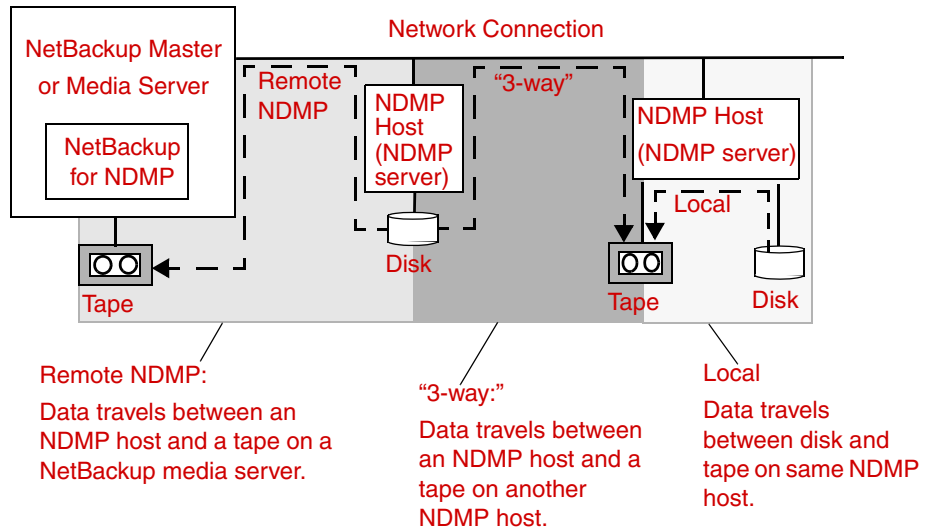 Network Connection
NetBackup Master
or Media Server
NetBackup
for NDMP
Remote
NDMP
NDMP
Host
(NDMP
server)
“3-way”
NDMP Host
(NDMP server)
Local
Tape
Disk
Tape
Disk
Remote NDMP:
Data travels between an
NDMP host and a tape on a
NetBackup media server.
“3-way:”
Data travels between
an NDMP host and a
tape on another
NDMP host.
Local
Data travels
between disk and
tape on same NDMP
host.